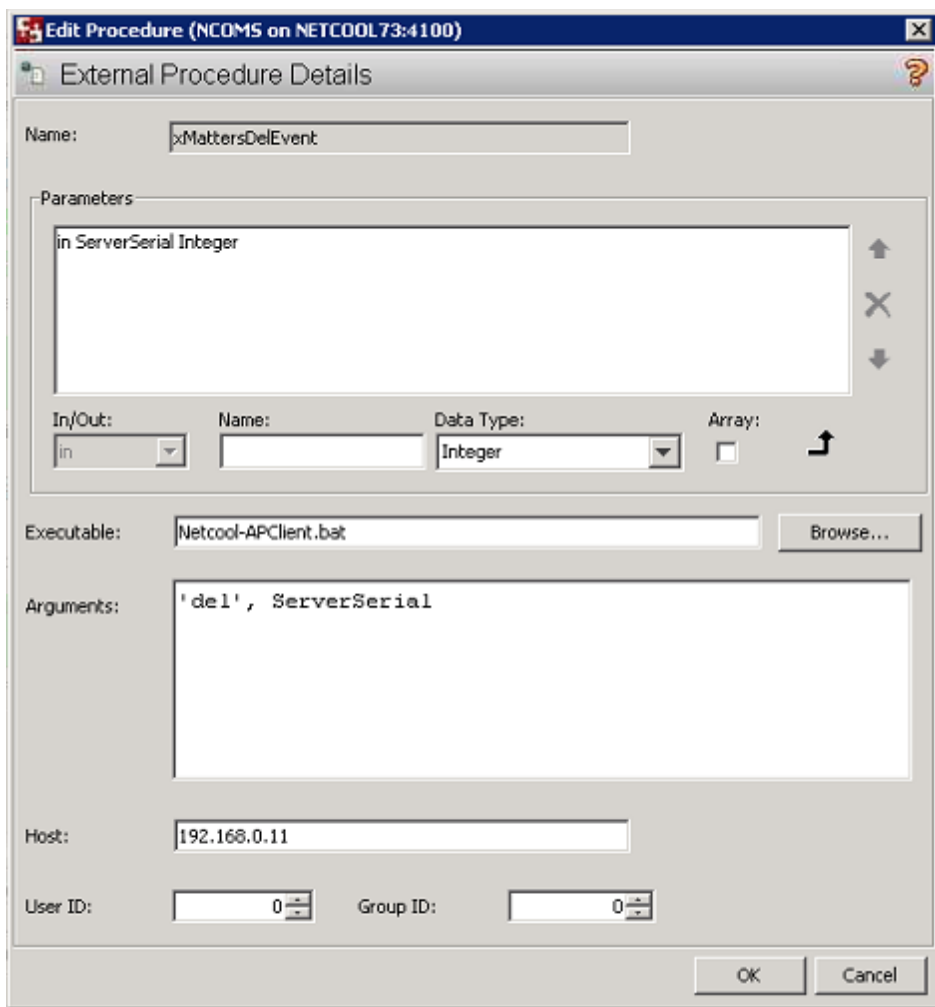 Edit Procedure (NCOMS on NETCOOL73:4100)
External Procedure Details
Name:
xMattersDelEvent
Parameters
in ServerSerial Integer
In/Out:
Name:
Data Type:
Array:
in
Integer
Executable:
Netcool-APClient.bat
Browse...
Arguments:
'del', ServerSerial
Host:
192.168.0.11
User ID:
0
Group ID:
0
OK
Cancel